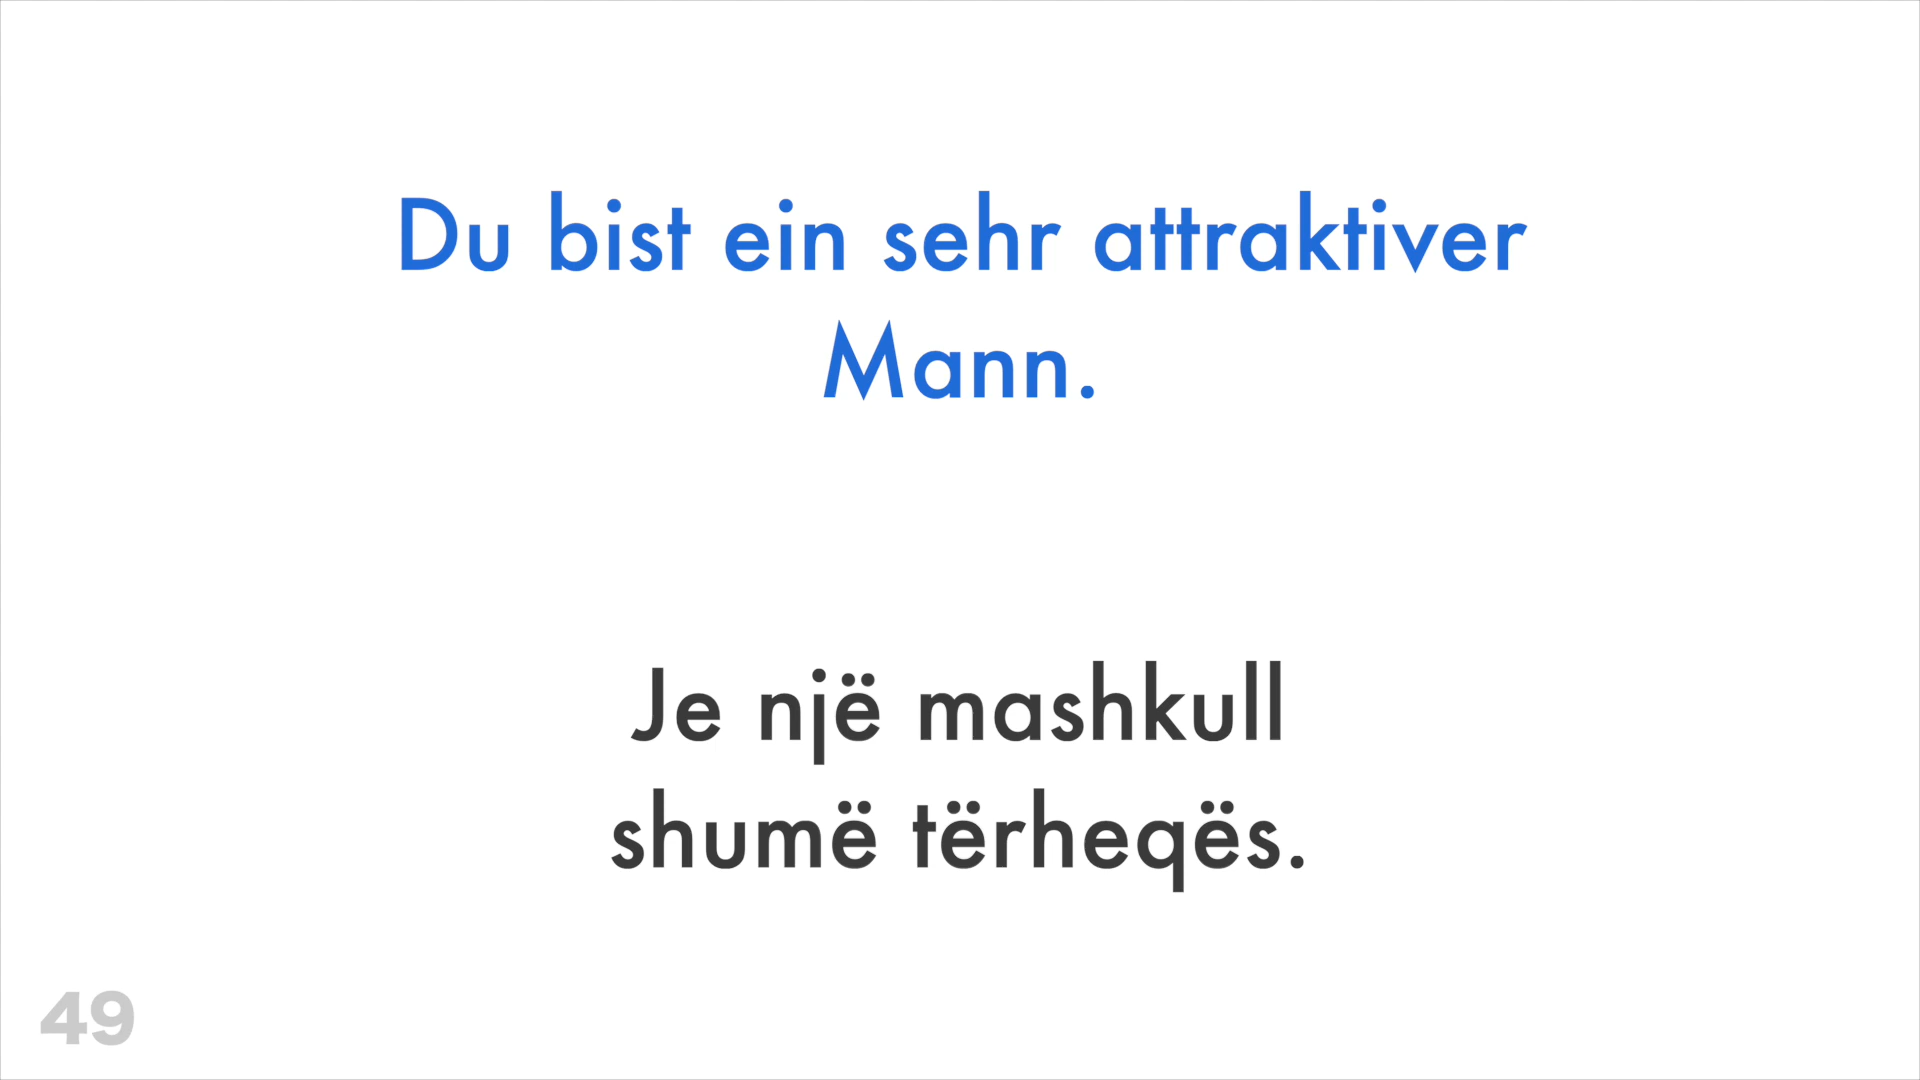 Du bist ein sehr attraktiver
Mann.
Je një mashkull
shumë tërheqës.
49